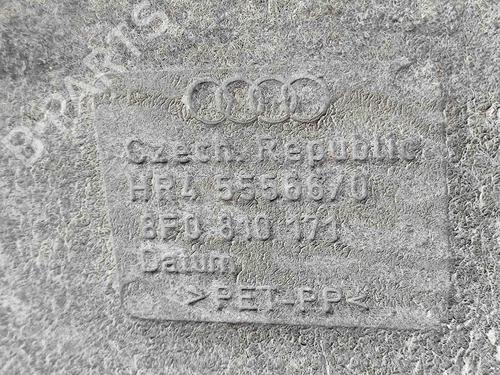 B-PARTS
Czech. Republic
HR4 55566/0
8F0 810 171
Datum
>PET-PP<